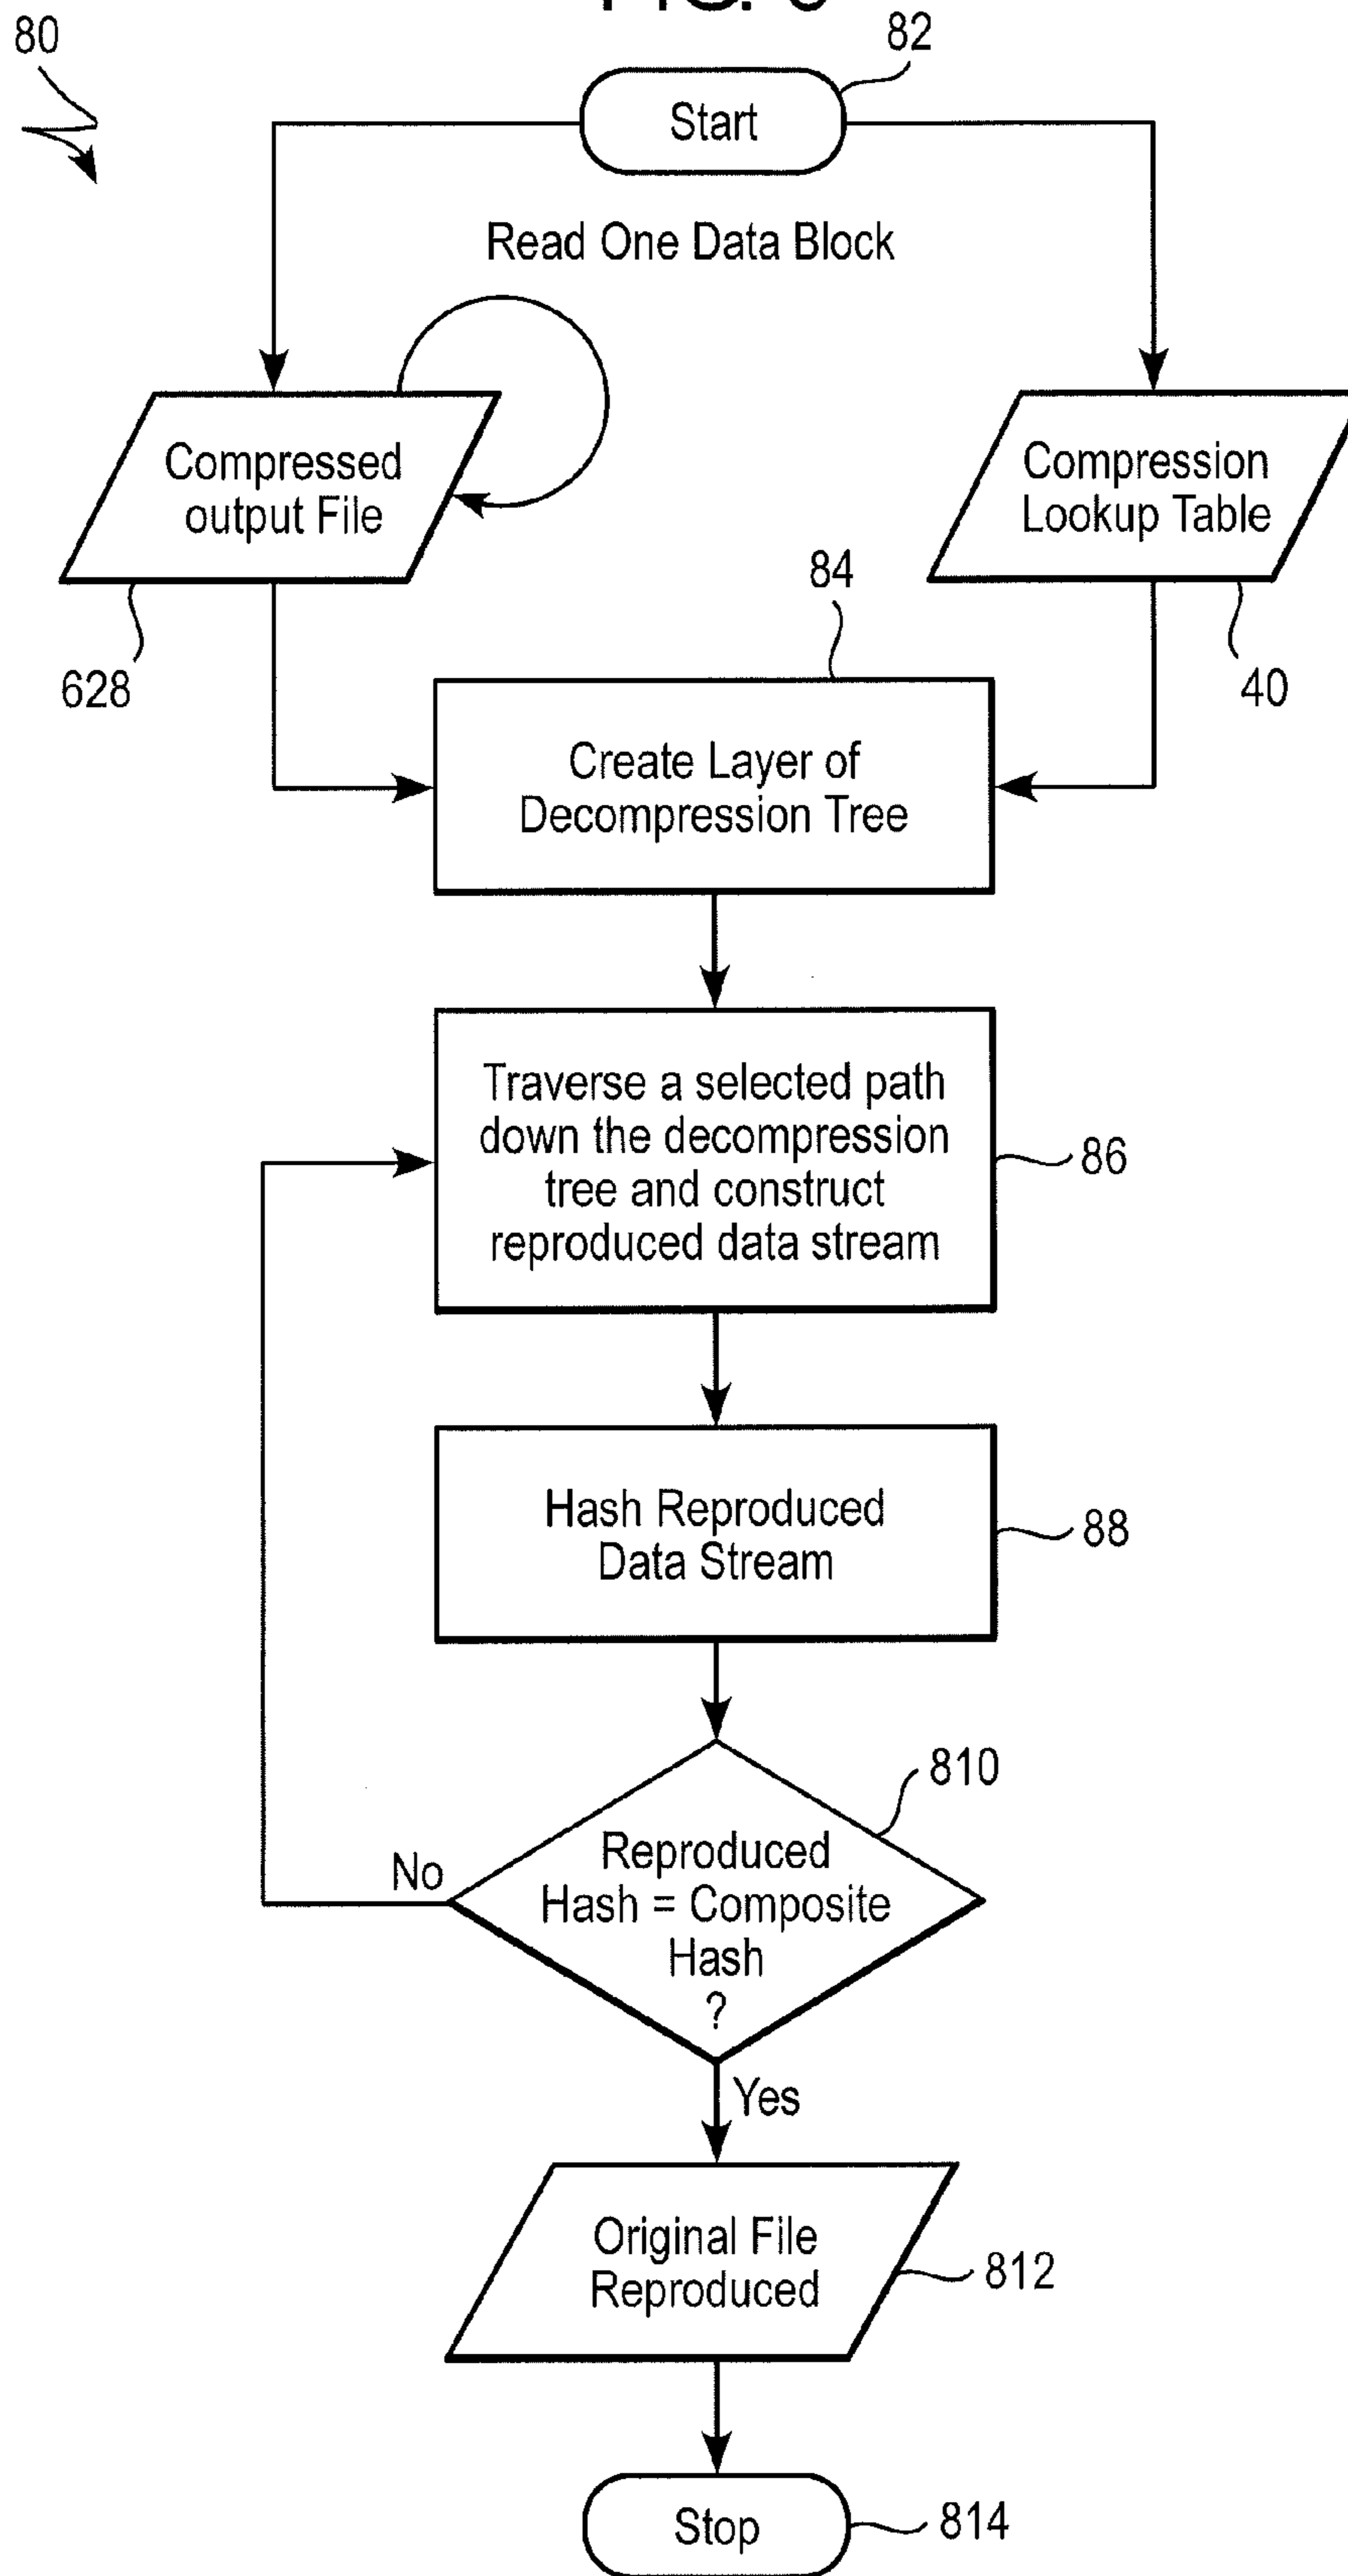 80
82
Start
Read One Data Block
Compressed
output File
Compression
Lookup Table
84
628
40
Create Layer of
Decompression Tree
Traverse a selected path
down the decompression
tree and construct
reproduced data stream
86
Hash Reproduced
Data Stream
88
810
No
Reproduced
Hash = Composite
Hash
?
Yes
Original File
Reproduced
812
Stop
814